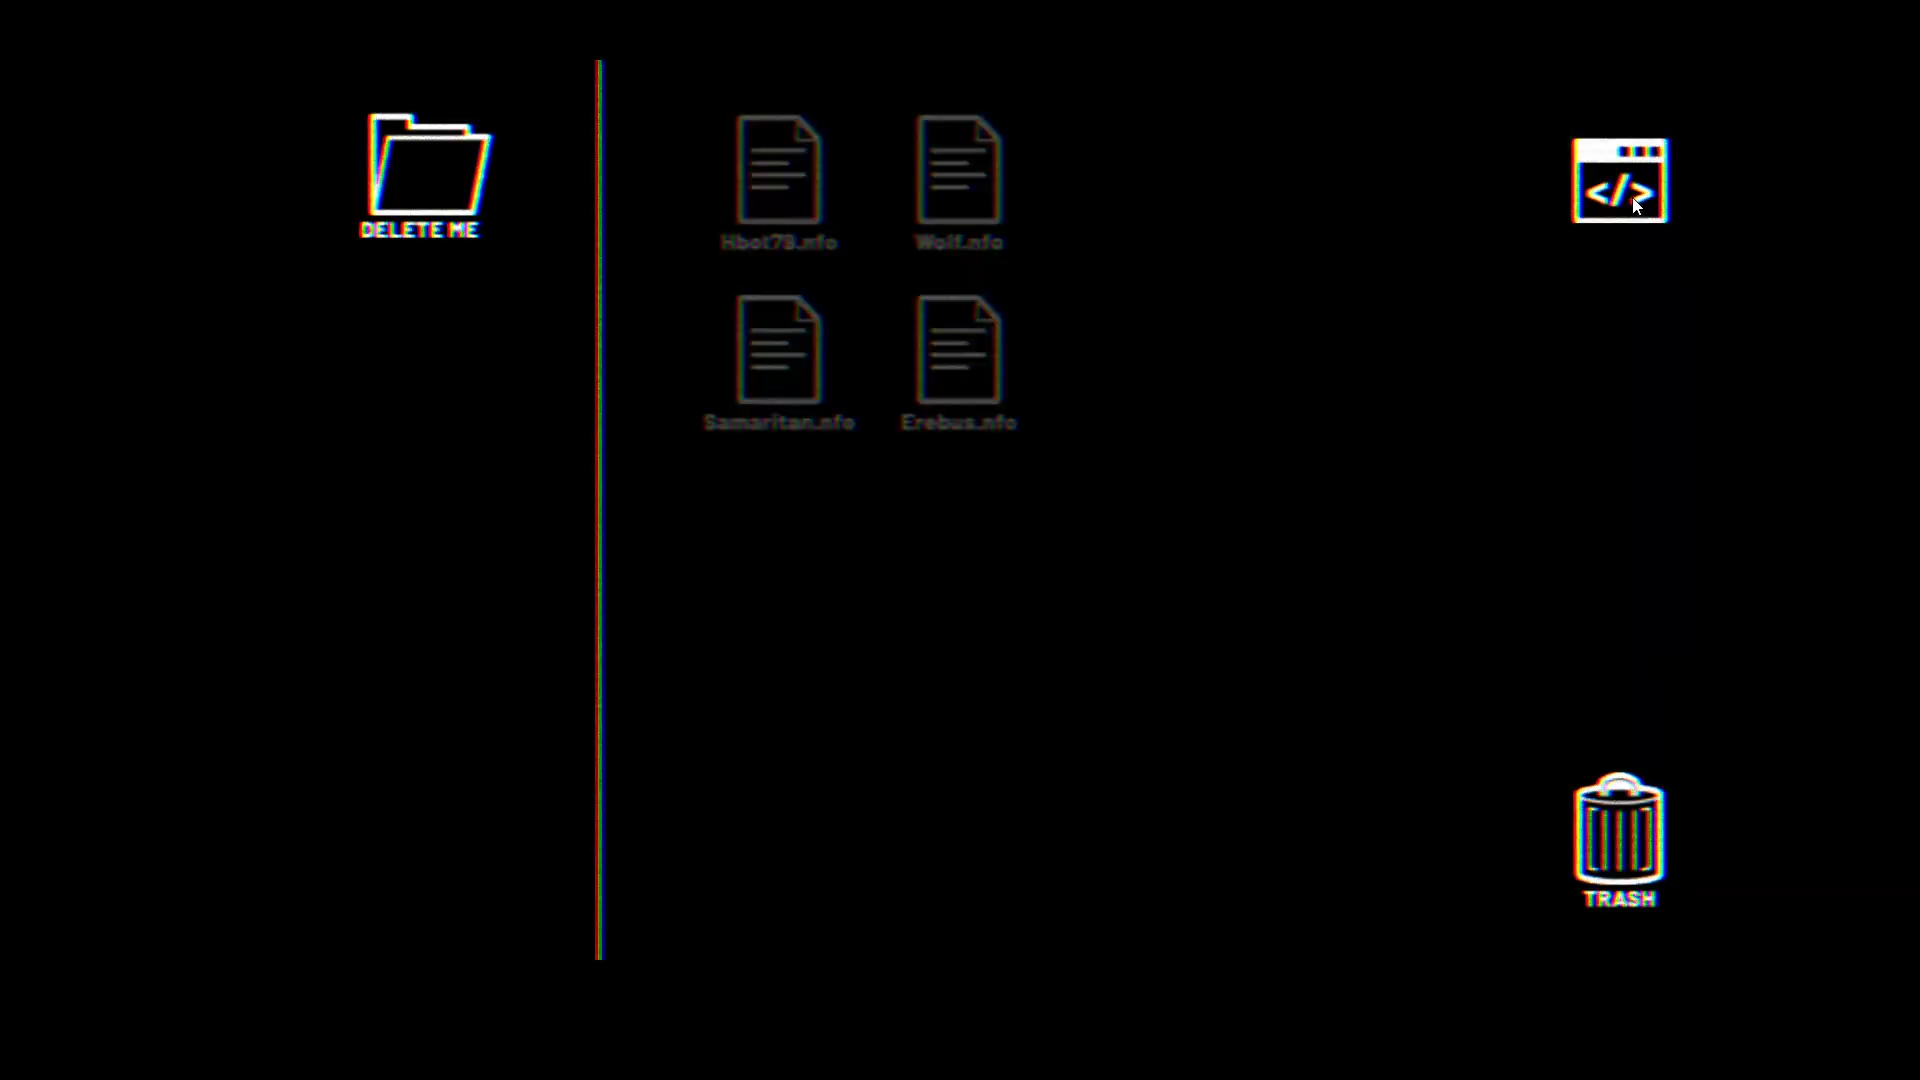 </>
DELETE ME
Hbot79.nfo Wolf.nfo
Samaritan.nfo Erebus.nfo
TRASH